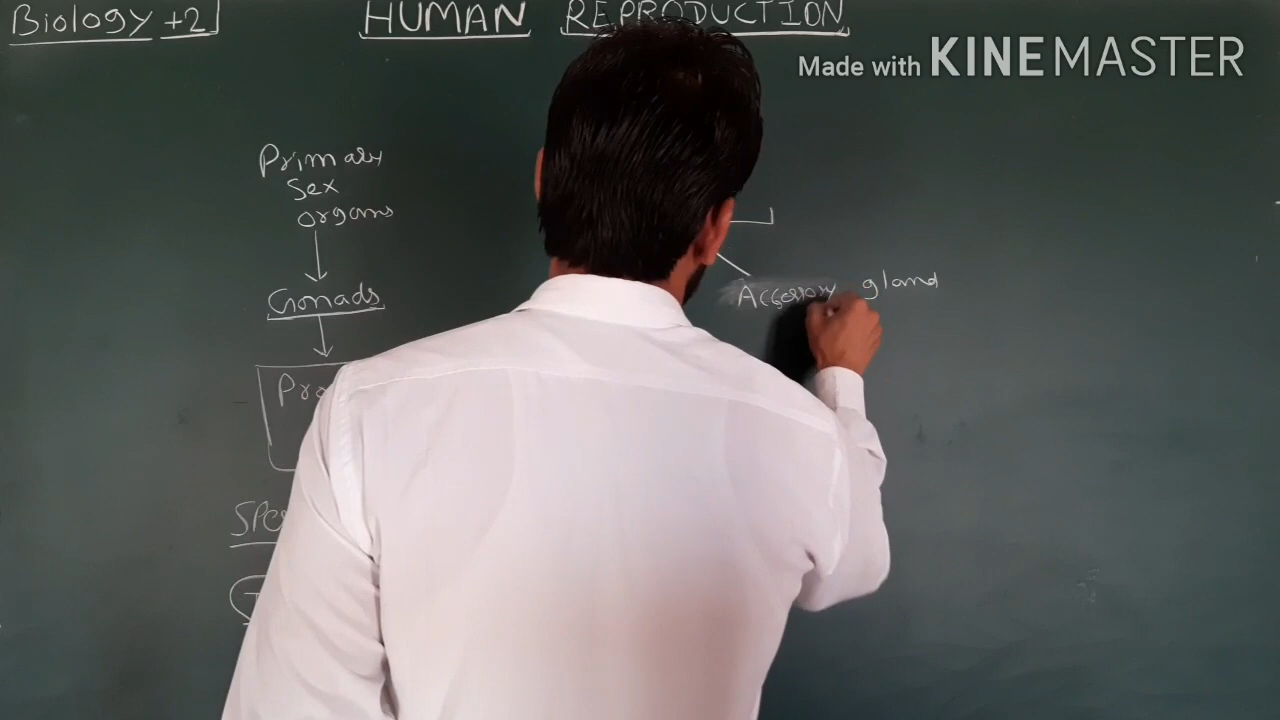 Biology +2
HUMAN REPRODUCTION
Made with KINEMASTER
Primary
Sex
organs
Gonads
Accessory gland